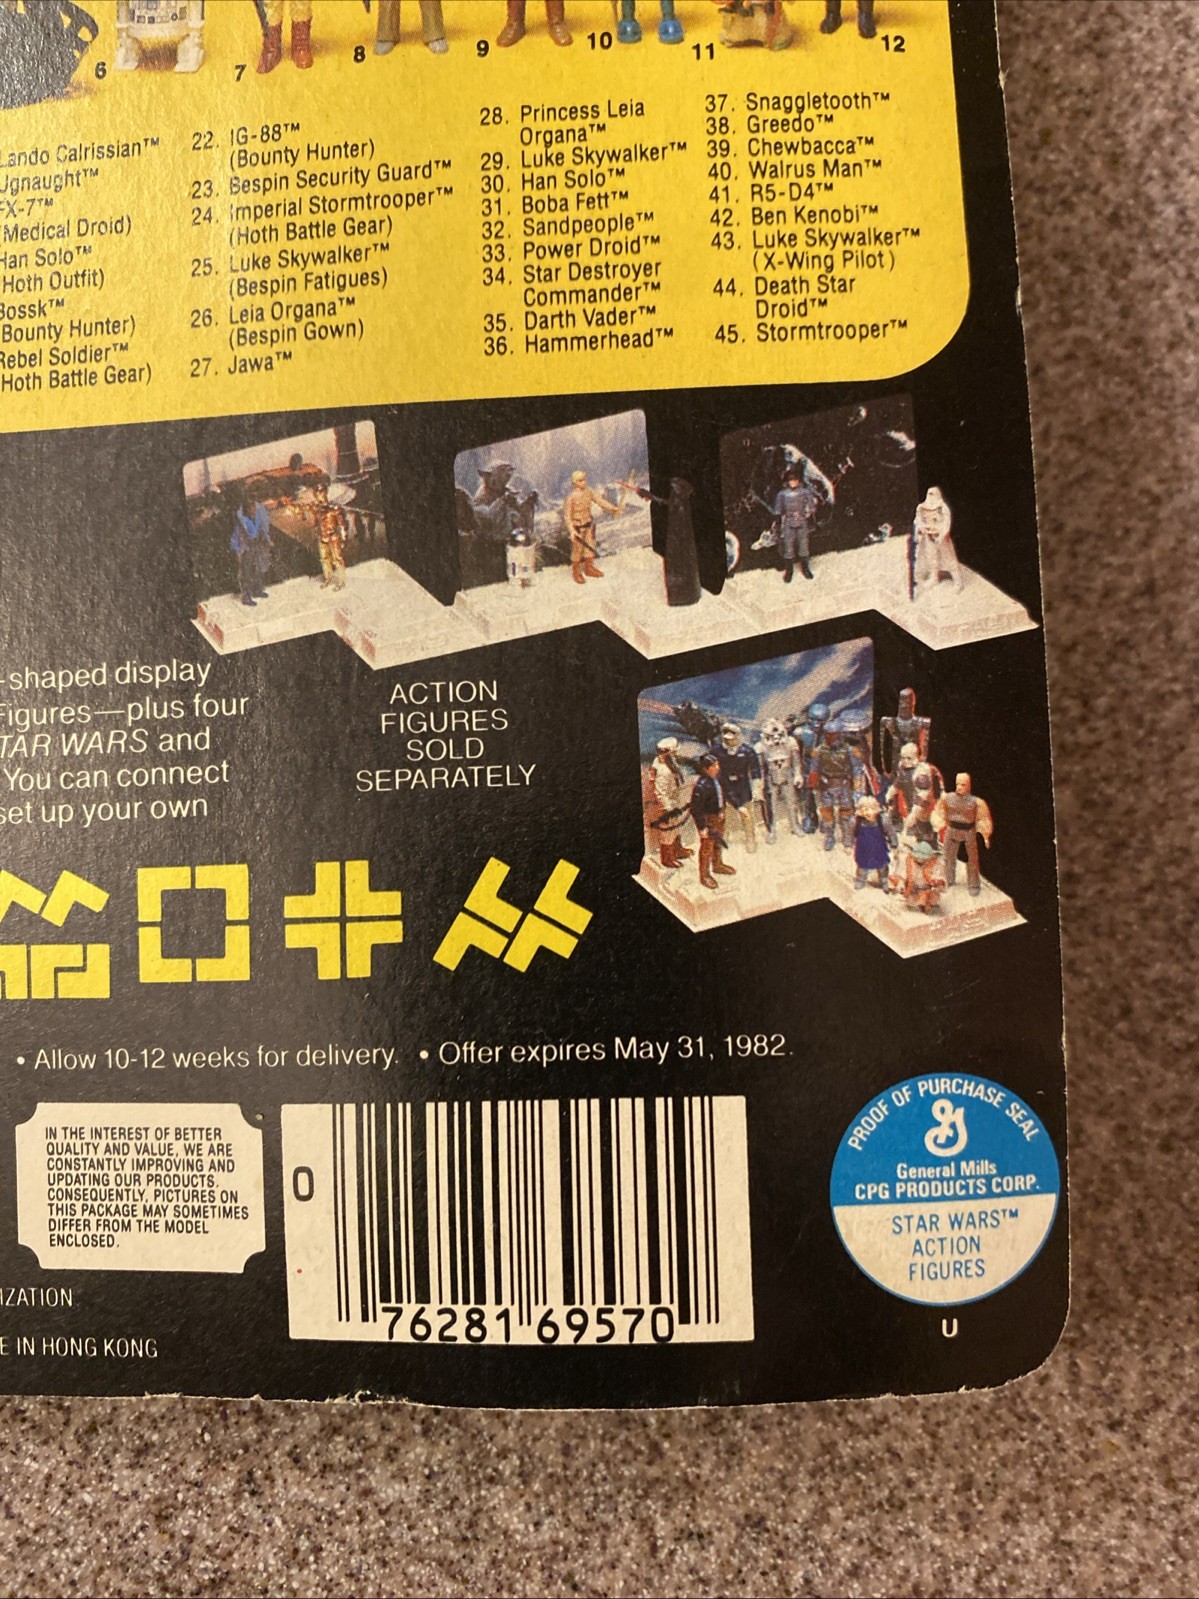 6
7
8
9
10
11
12
Lando Calrissian™
Ugnaught™
FX-7™
(Medical Droid)
Han Solo™
(Hoth Outfit)
Bossk™
(Bounty Hunter)
Rebel Soldier™
(Hoth Battle Gear)
22. IG-88™
(Bounty Hunter)
23. Bespin Security Guard™
24. Imperial Stormtrooper™
(Hoth Battle Gear)
25. Luke Skywalker™
(Bespin Fatigues)
26. Leia Organa™
(Bespin Gown)
27. Jawa™
28. Princess Leia
Organa™
29. Luke Skywalker™
30. Han Solo™
31. Boba Fett™
32. Sandpeople™
33. Power Droid™
34. Star Destroyer
Commander™
35. Darth Vader™
36. Hammerhead™
37. Snaggletooth™
38. Greedo™
39. Chewbacca™
40. Walrus Man™
41. R5-D4™
42. Ben Kenobi™
43. Luke Skywalker™
(X-Wing Pilot)
44. Death Star
Droid™
45. Stormtrooper™
-shaped display
Figures—plus four
STAR WARS and
You can connect
set up your own
ACTION
FIGURES
SOLD
SEPARATELY
• Allow 10-12 weeks for delivery. • Offer expires May 31, 1982.
IN THE INTEREST OF BETTER
QUALITY AND VALUE, WE ARE
CONSTANTLY IMPROVING AND
UPDATING OUR PRODUCTS.
CONSEQUENTLY, PICTURES ON
THIS PACKAGE MAY SOMETIMES
DIFFER FROM THE MODEL
ENCLOSED.
IZATION
E IN HONG KONG
0
76281 69570
PROOF OF PURCHASE SEAL
General Mills
CPG PRODUCTS CORP.
STAR WARS™
ACTION
FIGURES
U